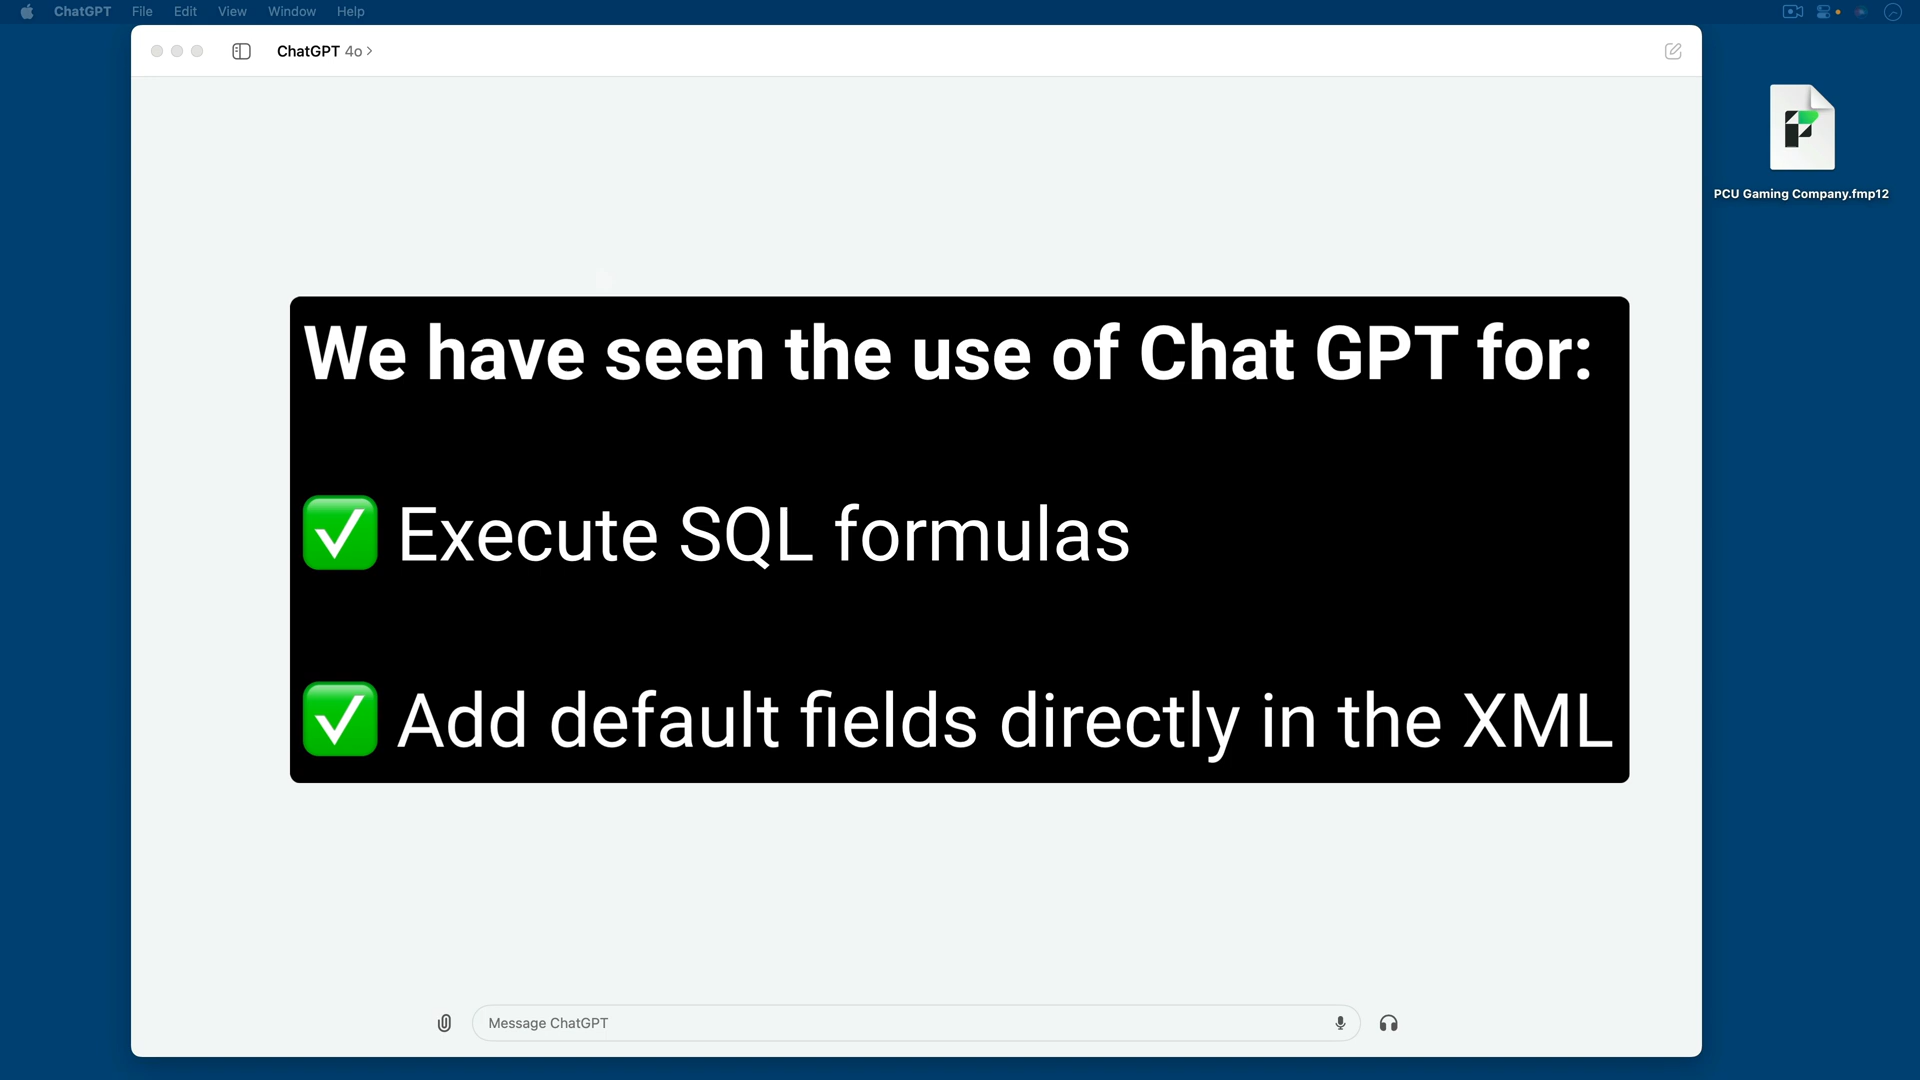 ChatGPT File Edit View Window Help
ChatGPT 4o >
PCU Gaming Company.fmp12
We have seen the use of Chat GPT for:
✅ Execute SQL formulas
✅ Add default fields directly in the XML
Message ChatGPT